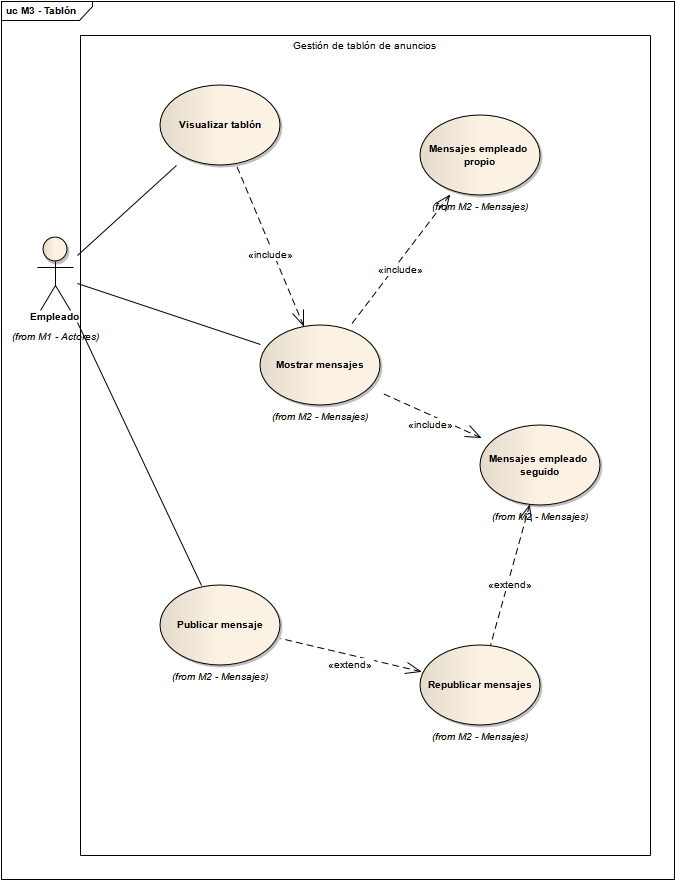 uc M3 - Tablón
Gestión de tablón de anuncios
Visualizar tablón
Mensajes empleado
propio
(from M2 - Mensajes)
«include»
«include»
Empleado
(from M1 - Actores)
Mostrar mensajes
(from M2 - Mensajes)
«include»
Mensajes empleado
seguido
(from M2 - Mensajes)
«extend»
Publicar mensaje
(from M2 - Mensajes)
«extend»
Republicar mensajes
(from M2 - Mensajes)